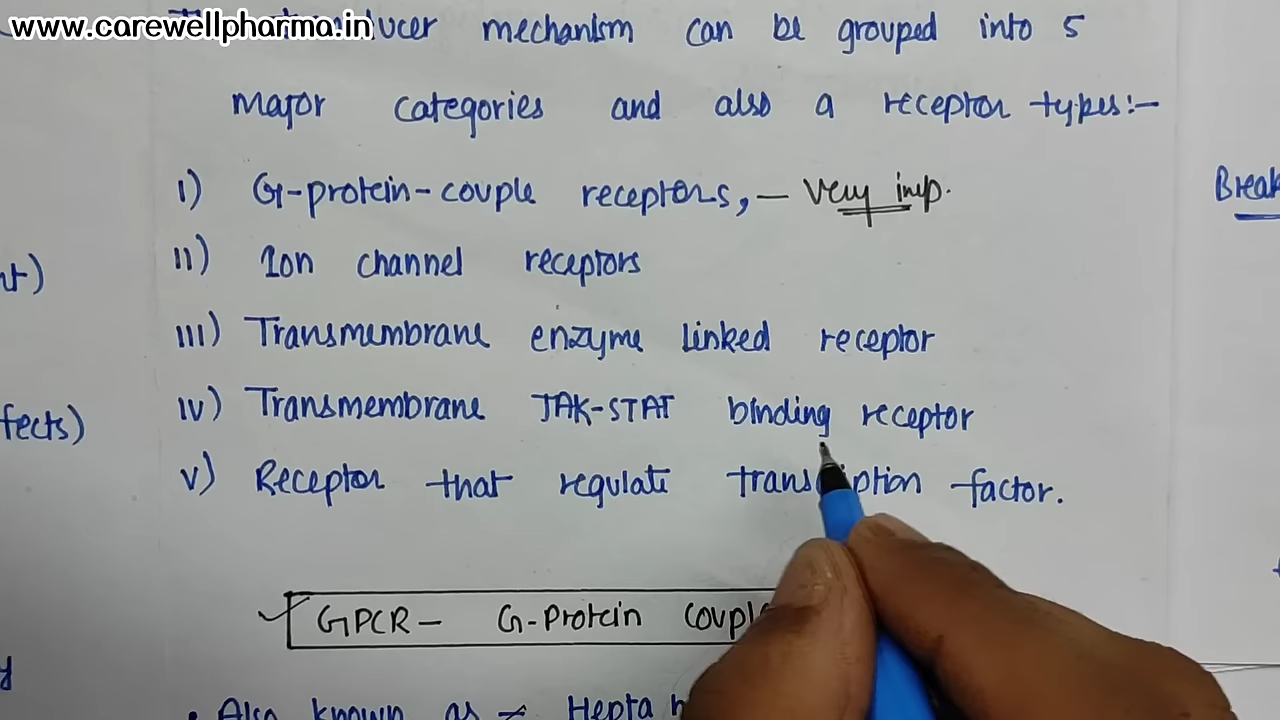 www.carewellpharma.in
mechanism can be grouped into 5
major categories and also a receptor types:-
I) G-protein-couple receptors, - Very imp.
II) Ion channel receptors
III) Transmembrane enzyme linked receptor
IV) Transmembrane JAK-STAT binding receptor
V) Receptor that regulate transcription factor.
GPCR - G-Protein
• Also known as Hepta
Break
fects)